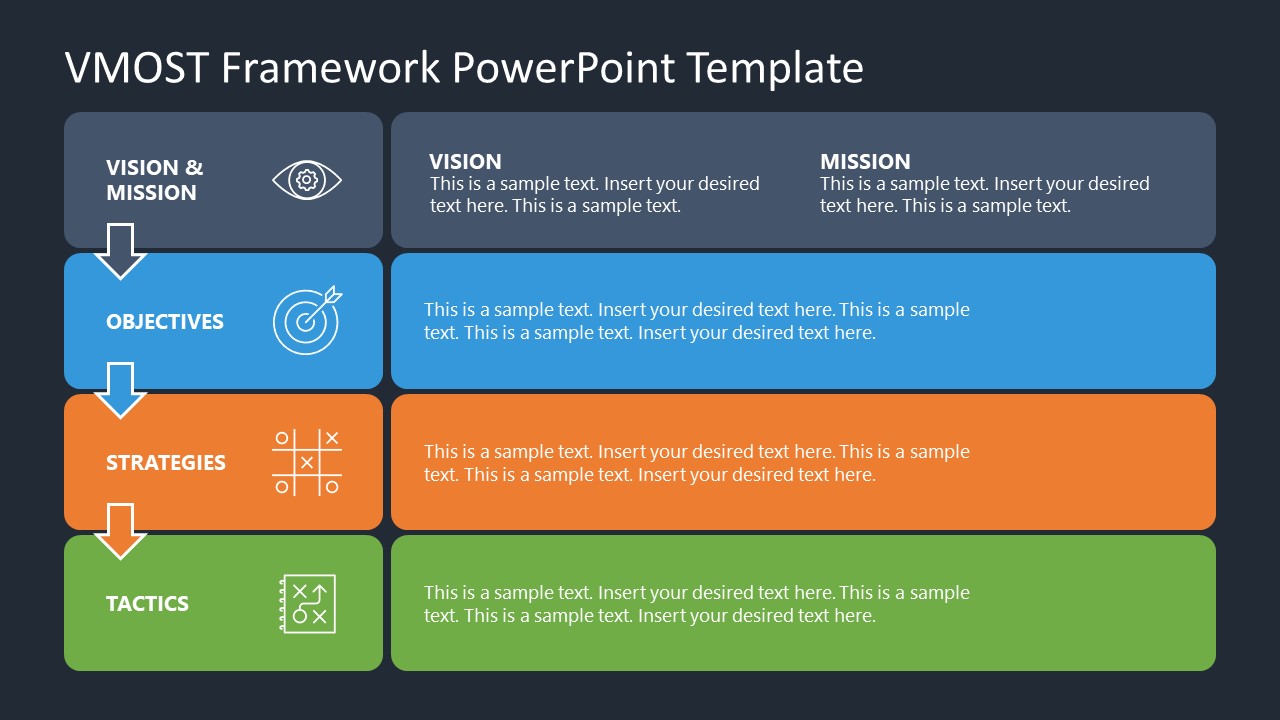 VMOST Framework PowerPoint Template
VISION &
MISSION
VISION
This is a sample text. Insert your desired
text here. This is a sample text.
MISSION
This is a sample text. Insert your desired
text here. This is a sample text.
OBJECTIVES
This is a sample text. Insert your desired text here. This is a sample
text. This is a sample text. Insert your desired text here.
STRATEGIES
This is a sample text. Insert your desired text here. This is a sample
text. This is a sample text. Insert your desired text here.
TACTICS
This is a sample text. Insert your desired text here. This is a sample
text. This is a sample text. Insert your desired text here.